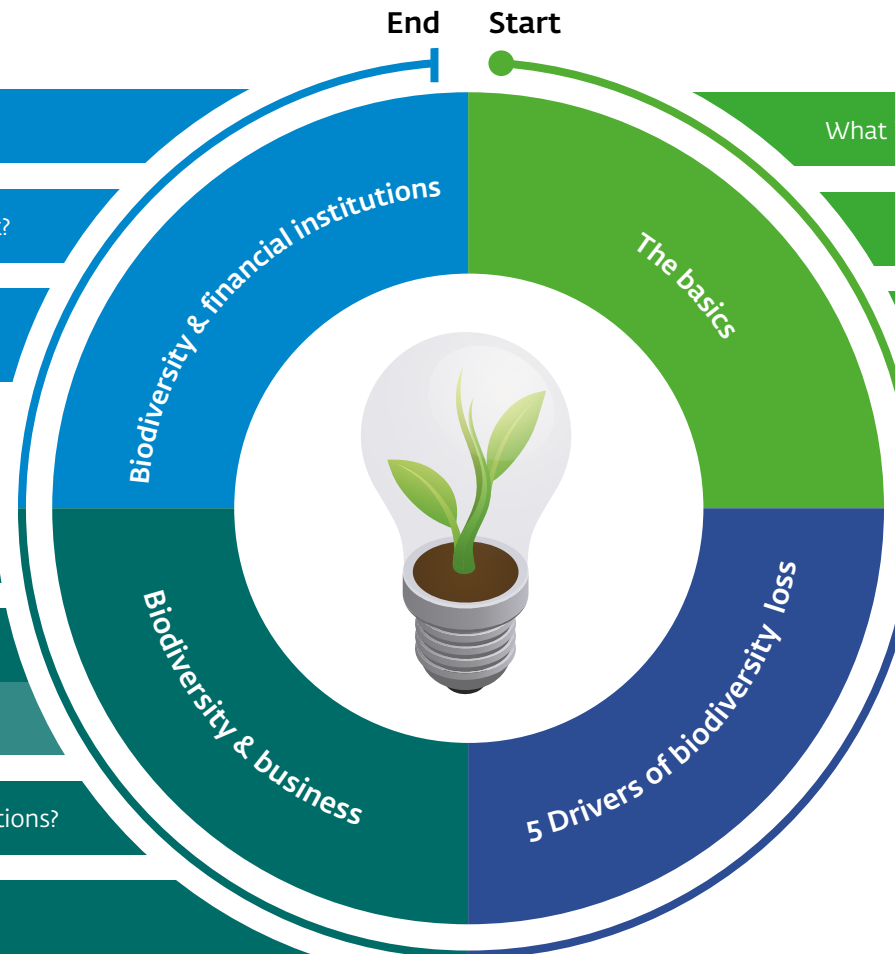 End
Start
What
The basics
5 Drivers of biodiversity loss
Biodiversity & business
Biodiversity & financial institutions
?
tions?